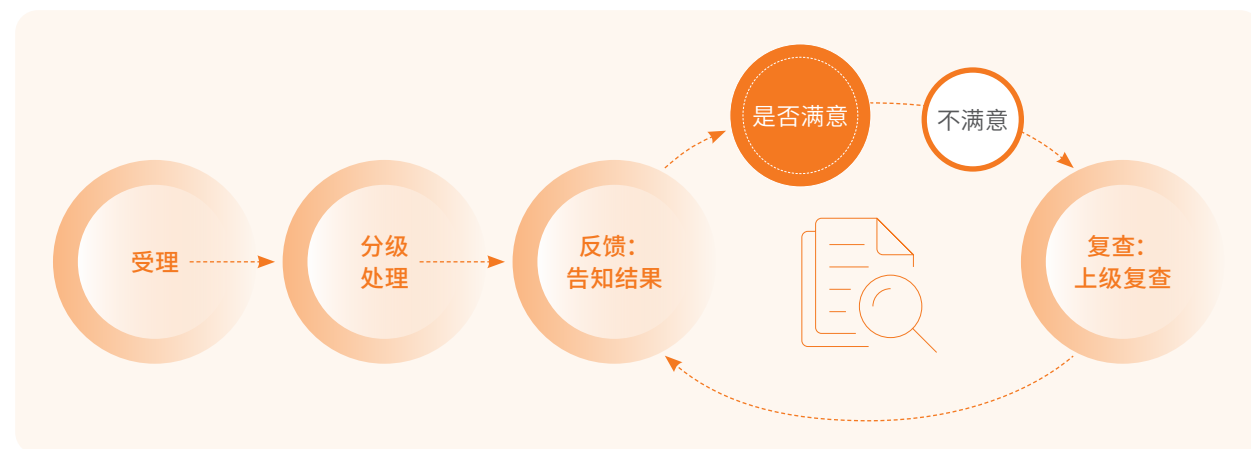 受理
分级
处理
反馈：
告知结果
是否满意
不满意
复查：
上级复查